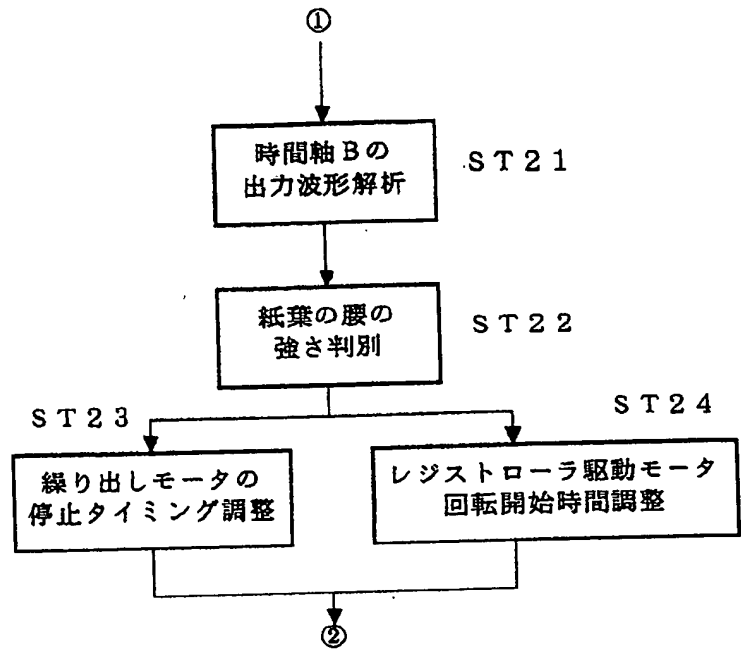 ①
時間軸Bの
出力波形解析
ST21
紙葉の腰の
強さ判別
ST22
ST23
ST24
繰り出しモータの
停止タイミング調整
レジストローラ駆動モータ
回転開始時間調整
②